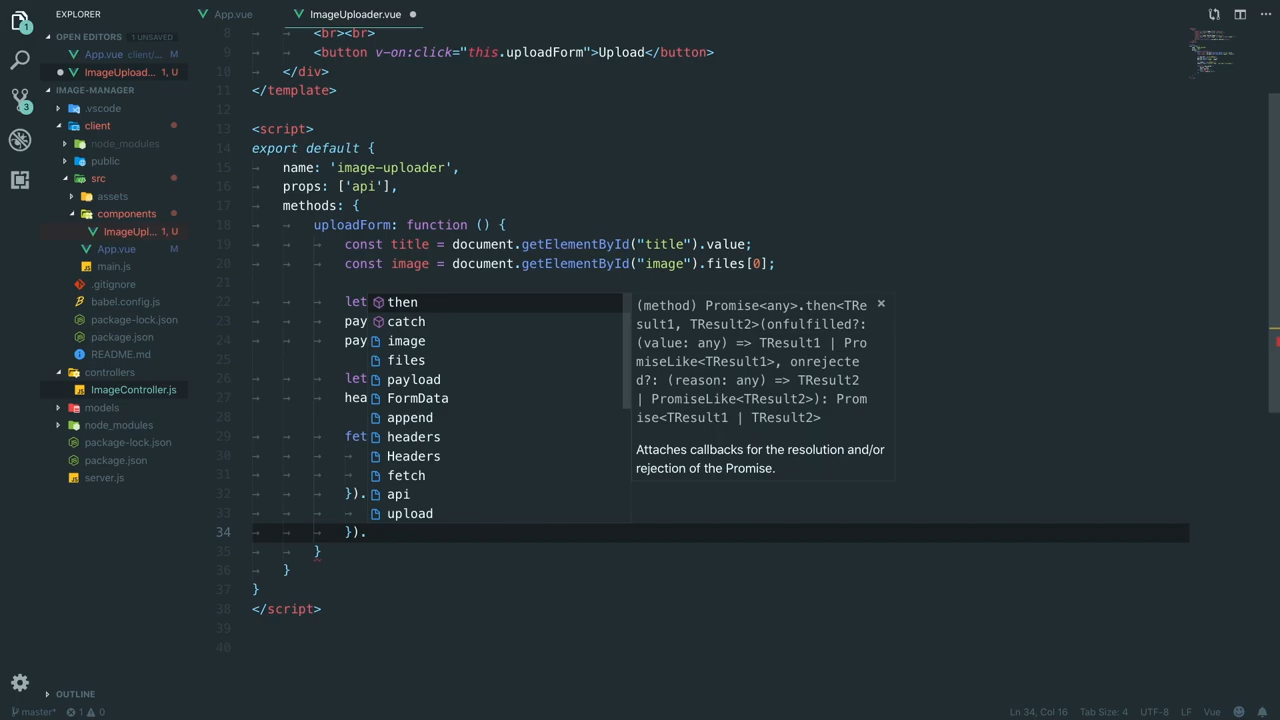 EXPLORER
App.vue
ImageUploader.vue
OPEN EDITORS 1 UNSAVED
App.vue client/... M
ImageUpload... 1, U
IMAGE-MANAGER
.vscode
client
node_modules
public
src
assets
components
ImageUpl... 1, U
App.vue M
main.js
.gitignore
babel.config.js
package-lock.json
package.json
README.md
controllers
ImageController.js
models
node_modules
package-lock.json
package.json
server.js
OUTLINE
1
3
8 <br><br>
9 <button v-on:click="this.uploadForm">Upload</button>
10 </div>
11 </template>
12
13 <script>
14 export default {
15 name: 'image-uploader',
16 props: ['api'],
17 methods: {
18 uploadForm: function () {
19 const title = document.getElementById("title").value;
20 const image = document.getElementById("image").files[0];
21
22 let
23 pay
24 pay
25
26 let
27 hea
28
29 fet
30
31
32 }).
33
34 }).
35 }
36 }
37 }
38 </script>
39
40
then
catch
image
files
payload
FormData
append
headers
Headers
fetch
api
upload
(method) Promise<any>.then<TRe
sult1, TResult2>(onfulfilled?:
(value: any) => TResult1 | Pro
miseLike<TResult1>, onrejecte
d?: (reason: any) => TResult2
| PromiseLike<TResult2>): Prom
ise<TResult1 | TResult2>
Attaches callbacks for the resolution and/or
rejection of the Promise.
master* 1 0
Ln 34, Col 16 Tab Size: 4 UTF-8 LF Vue